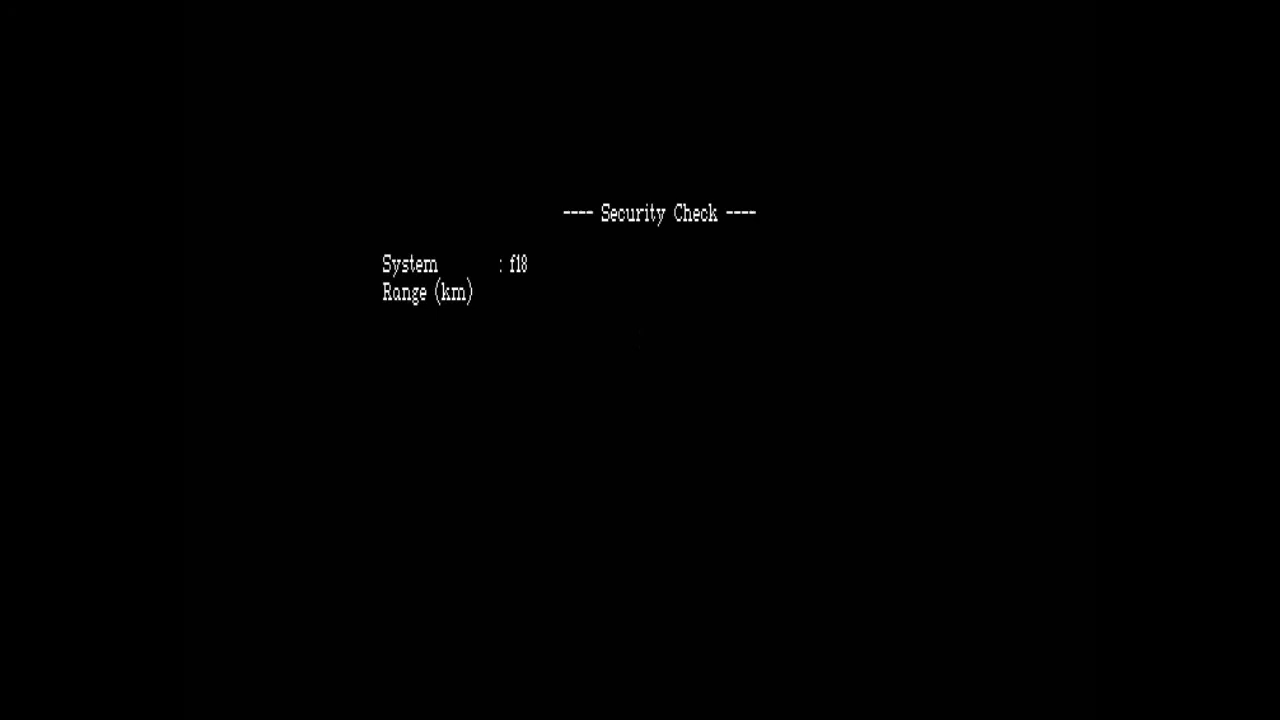 ---- Security Check ----
System : f18
Range (km)